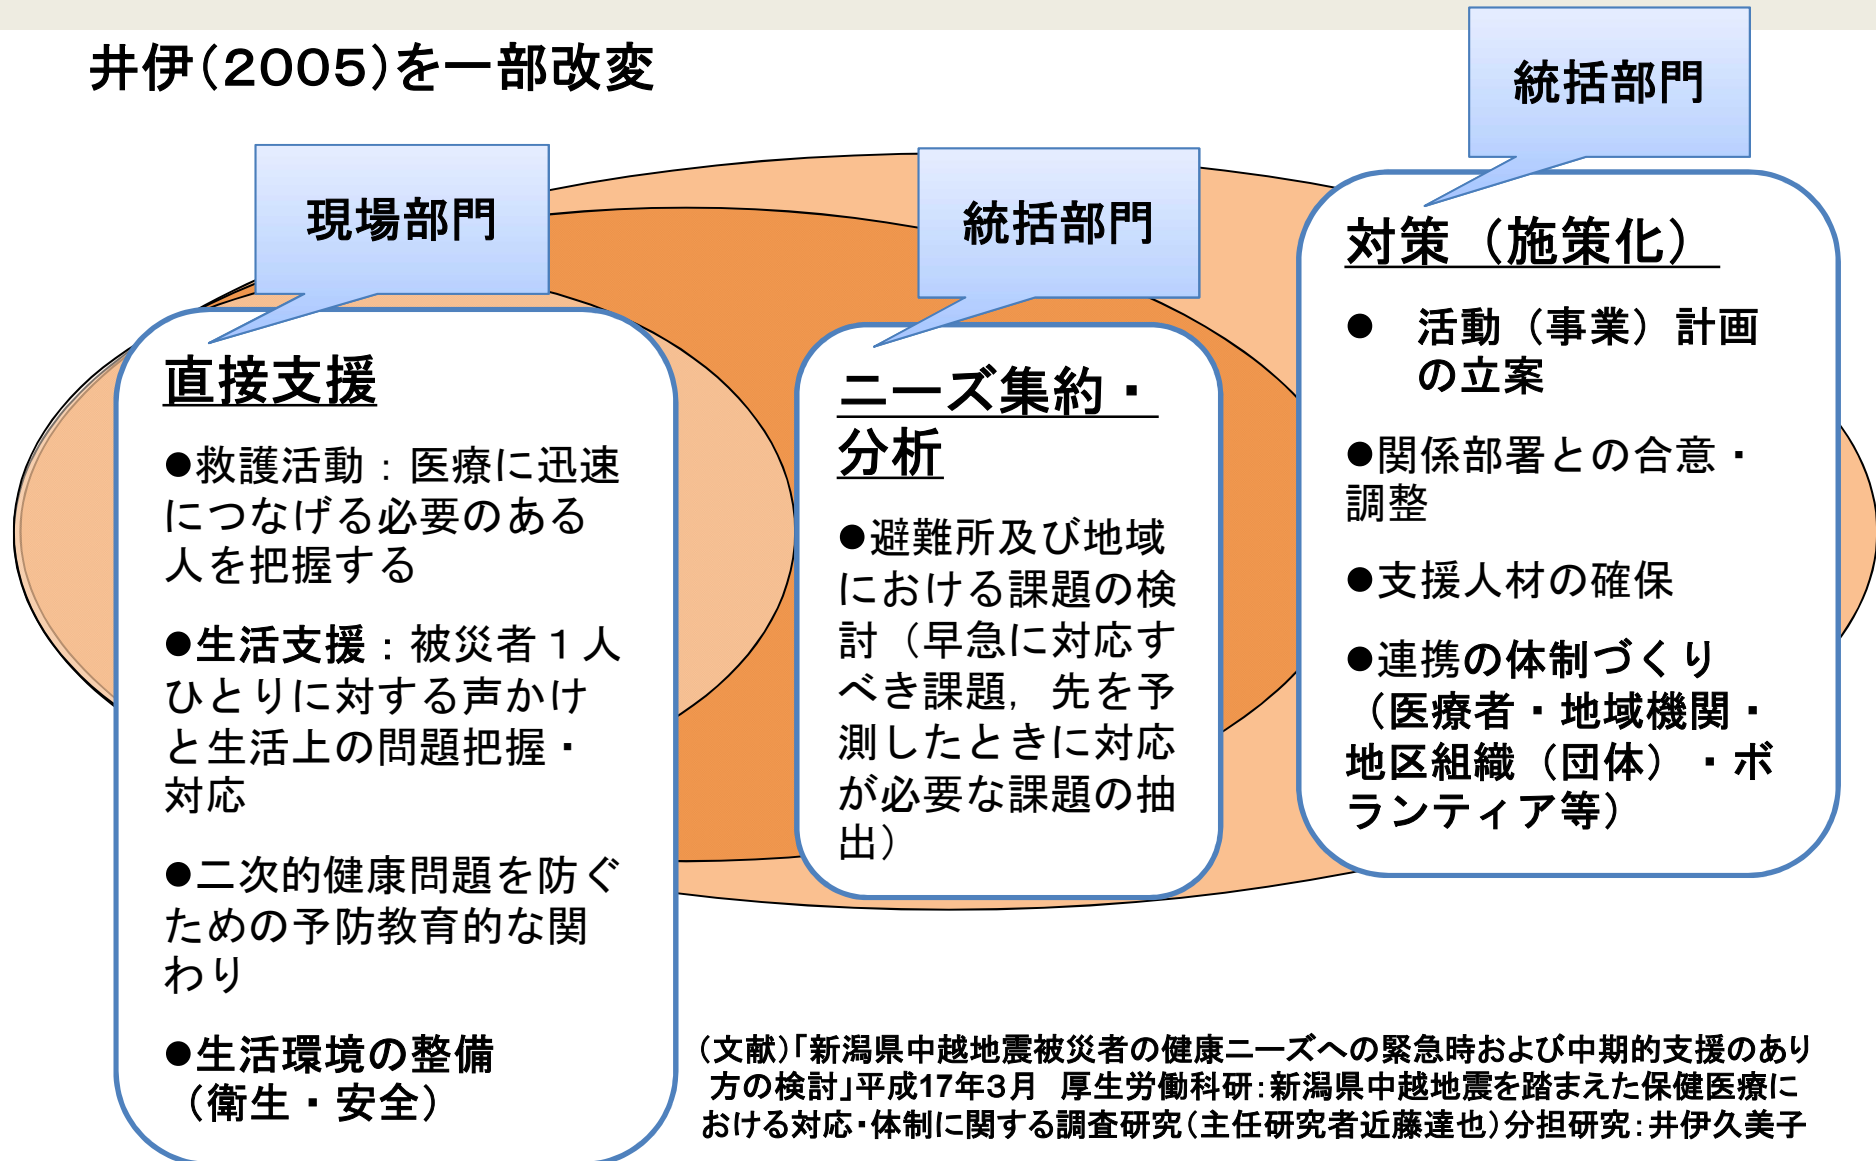 井伊(2005)を一部改変
現場部門
直接支援
●救護活動：医療に迅速
につなげる必要のある
人を把握する
●生活支援：被災者１人
ひとりに対する声かけ
と生活上の問題把握・
対応
●二次的健康問題を防ぐ
ための予防教育的な関
わり
●生活環境の整備
（衛生・安全）
統括部門
ニーズ集約・
分析
●避難所及び地域
における課題の検
討（早急に対応す
べき課題，先を予
測したときに対応
が必要な課題の抽
出）
統括部門
対策（施策化）
● 活動（事業）計画
の立案
●関係部署との合意・
調整
●支援人材の確保
●連携の体制づくり
（医療者・地域機関・
地区組織（団体）・ボ
ランティア等）
（文献）「新潟県中越地震被災者の健康ニーズへの緊急時および中期的支援のあり
方の検討」平成17年３月　厚生労働科研：新潟県中越地震を踏まえた保健医療に
おける対応・体制に関する調査研究（主任研究者近藤達也）分担研究：井伊久美子